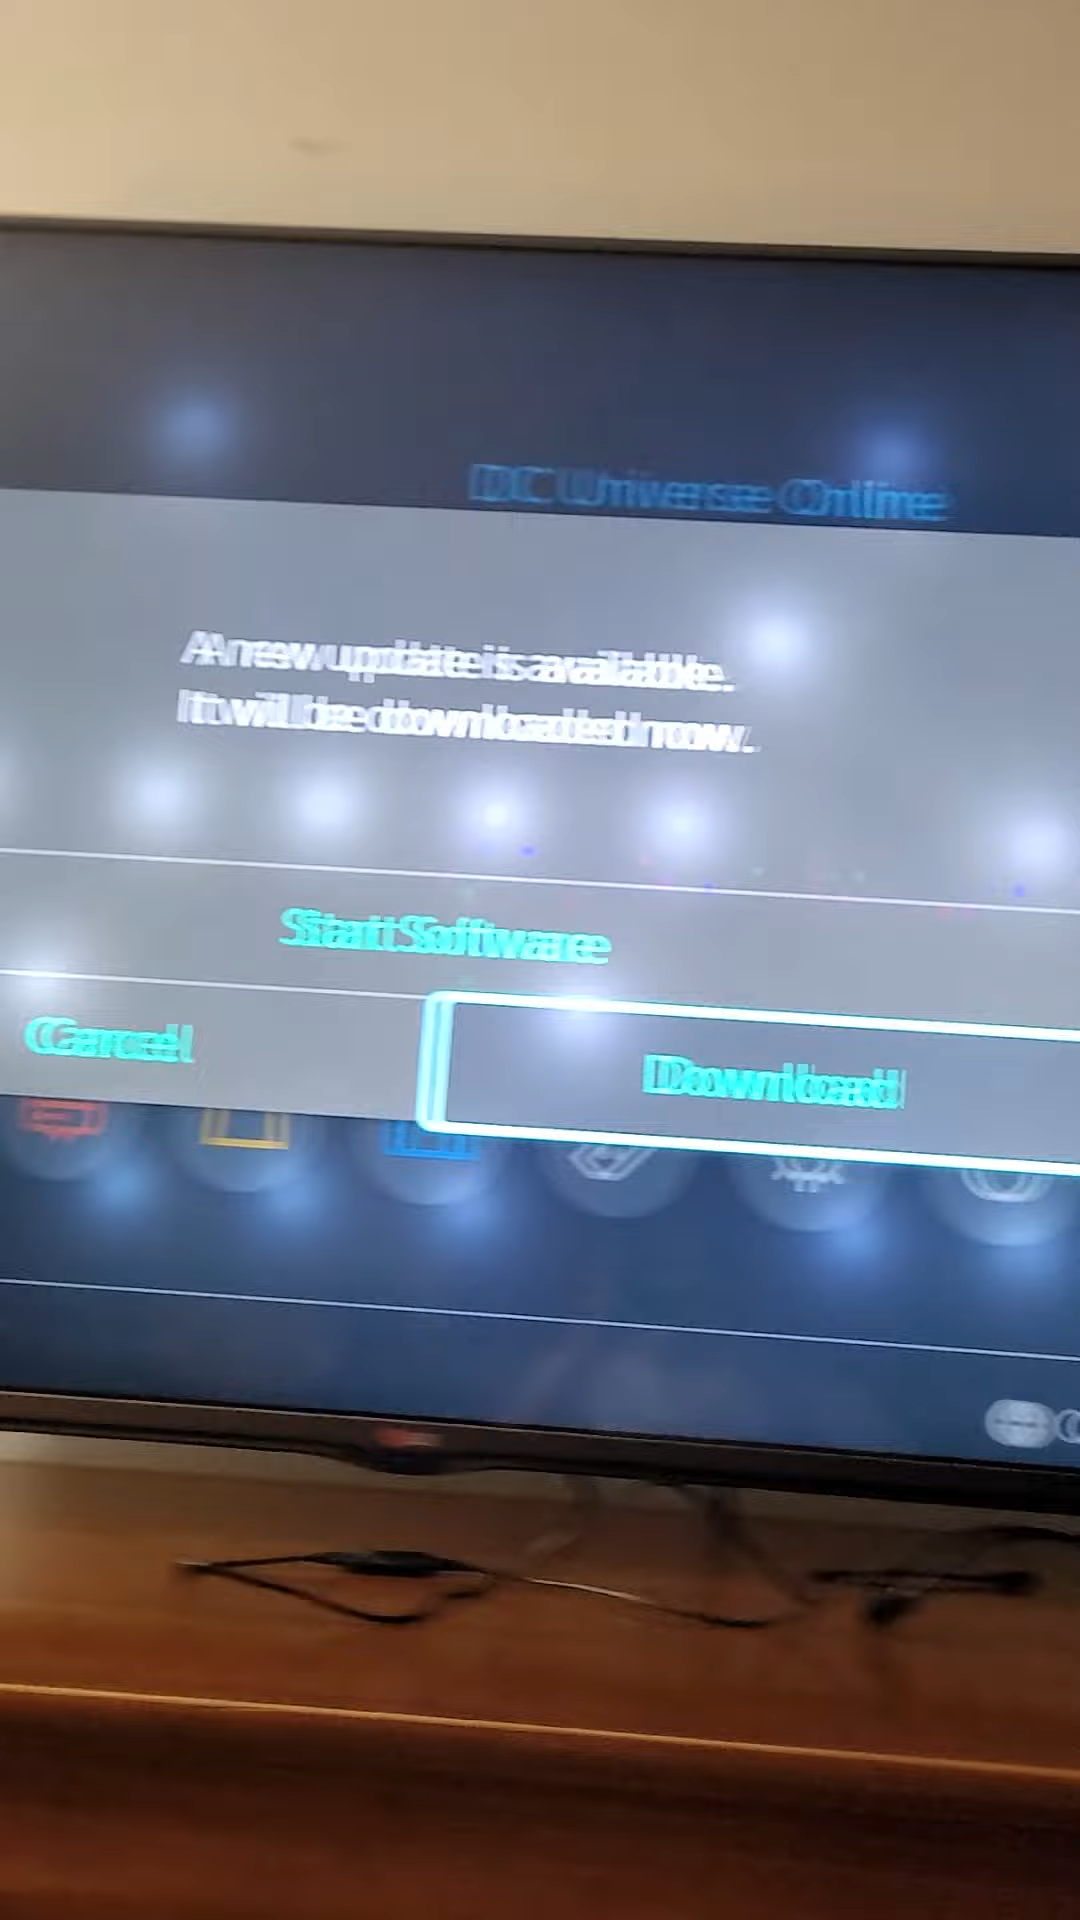 DC Universe Online
A new update is available.
It will be downloaded now.
Start Software
Cancel
Download